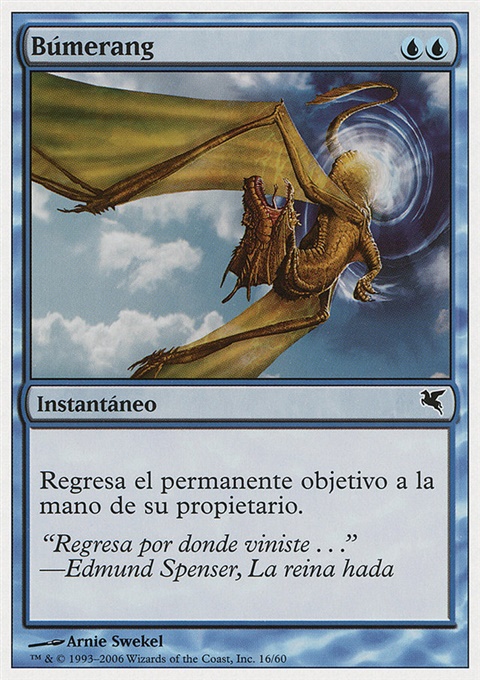 Búmerang
Instantáneo
Regresa el permanente objetivo a la
mano de su propietario.
“Regresa por donde viniste . . .”
—Edmund Spenser, La reina hada
Arnie Swekel
™ & © 1993–2006 Wizards of the Coast, Inc. 16/60